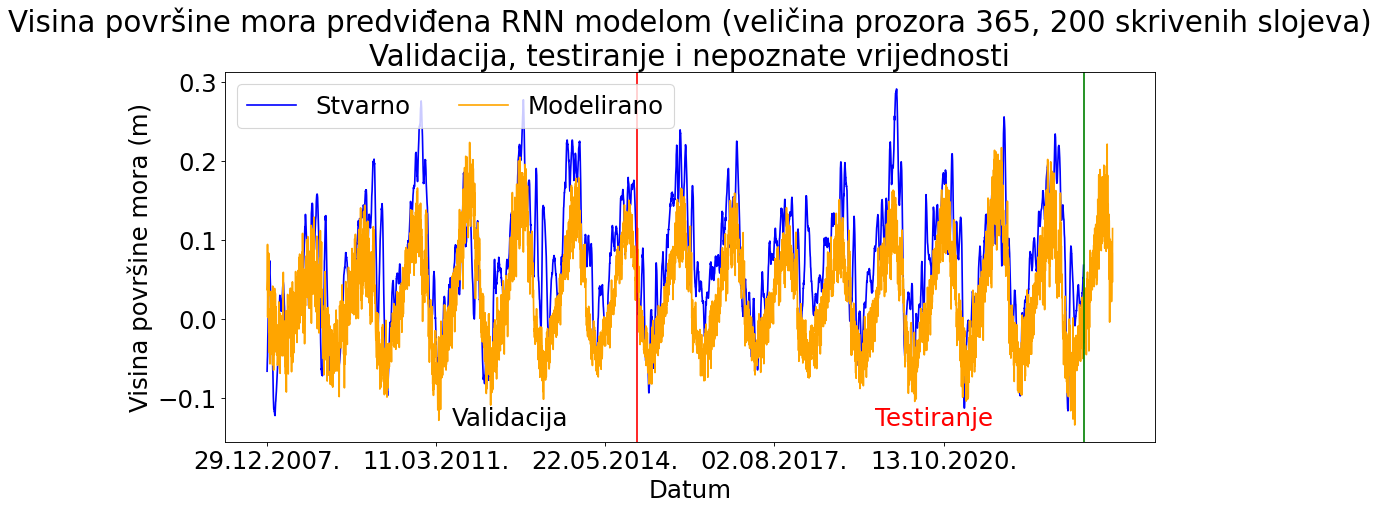 Visina površine mora predviđena RNN modelom (veličina prozora 365, 200 skrivenih slojeva)
Validacija, testiranje i nepoznate vrijednosti
Stvarno
Modelirano
Visina površine mora (m)
0.3
0.2
0.1
0.0
−0.1
Validacija
Testiranje
29.12.2007.
11.03.2011.
22.05.2014.
02.08.2017.
13.10.2020.
Datum